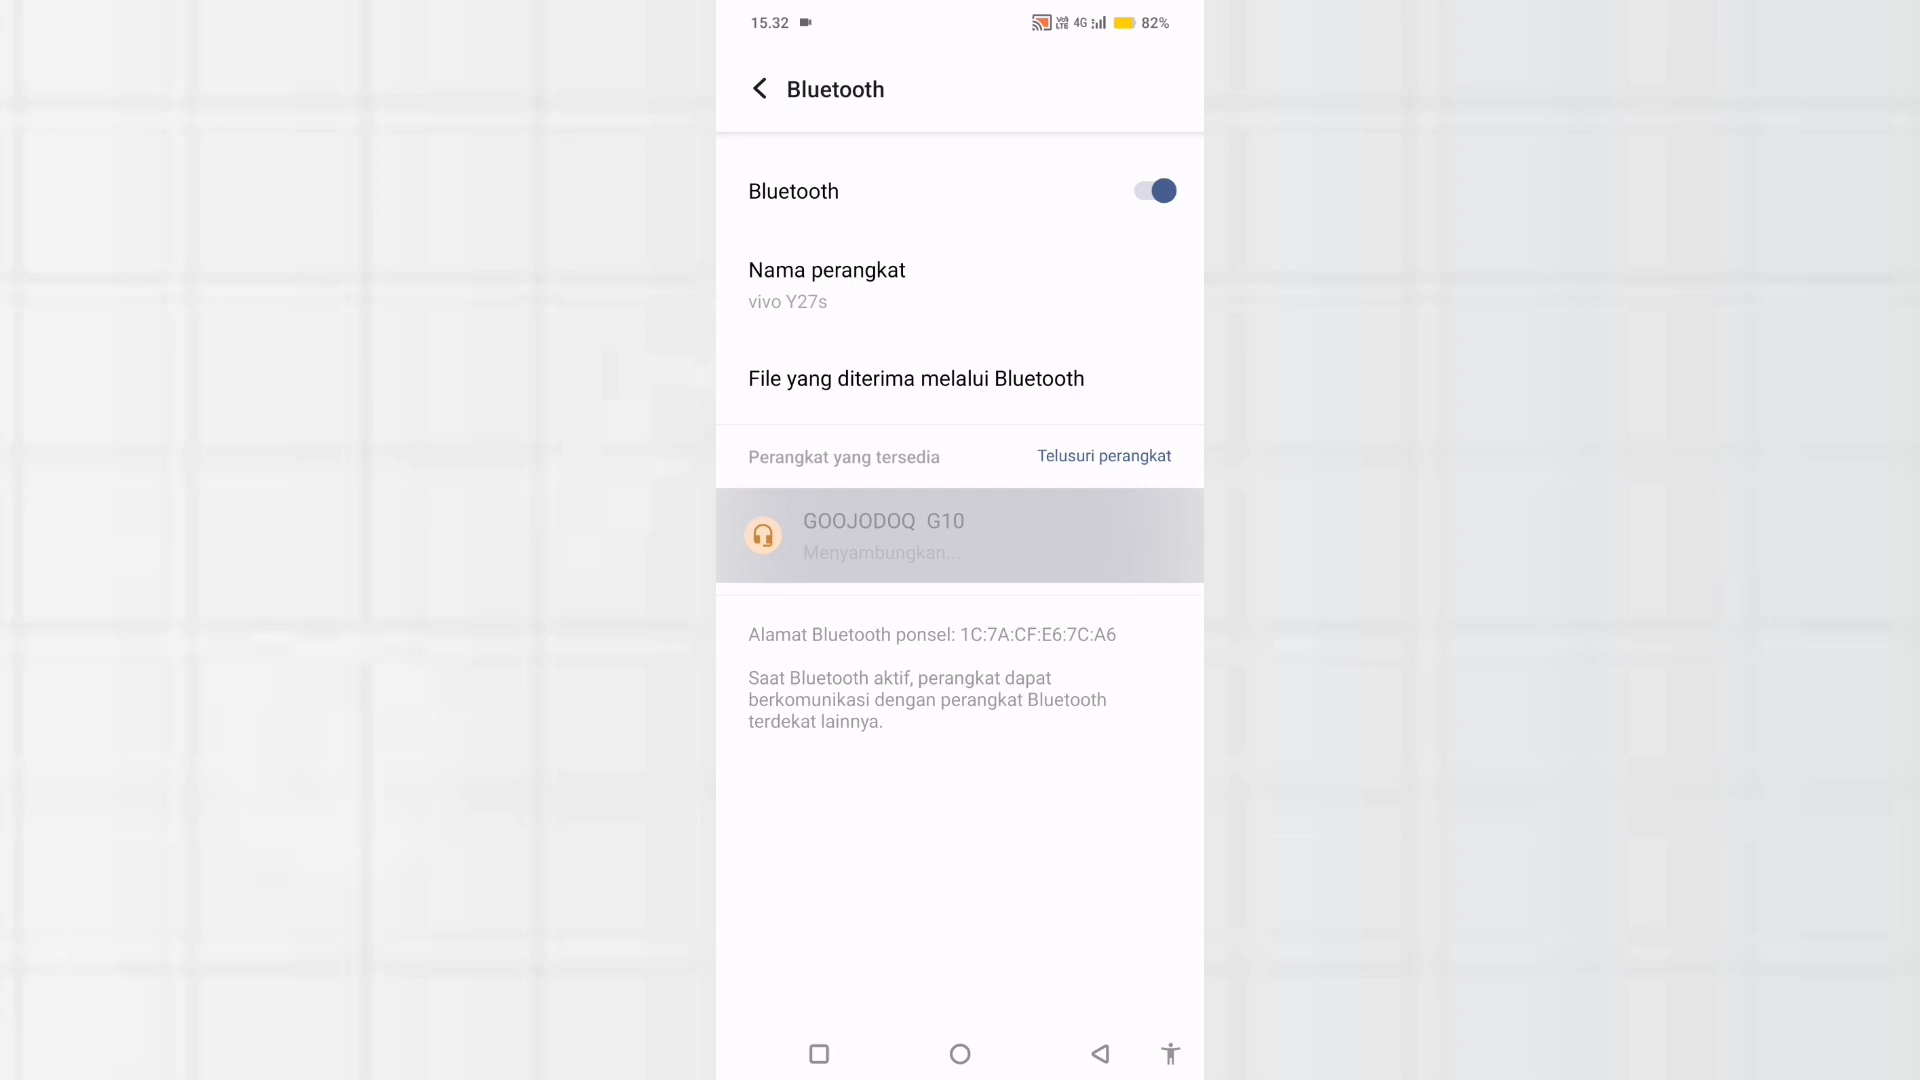 15.32 Vo) LTE 4G 82%
Bluetooth
Bluetooth
Nama perangkat
vivo Y27s
File yang diterima melalui Bluetooth
Perangkat yang tersedia Telusuri perangkat
GOOJODOQ G10
Menyambungkan...
Alamat Bluetooth ponsel: 1C:7A:CF:E6:7C:A6
Saat Bluetooth aktif, perangkat dapat
berkomunikasi dengan perangkat Bluetooth
terdekat lainnya.